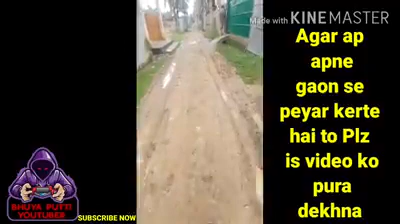 Made with KINEMASTER
Agar ap
apne
gaon se
peyar kerte
hai to Plz
is video ko
pura
dekhna
BHUYA PUTTI
YOUTUBER
SUBSCRIBE NOW